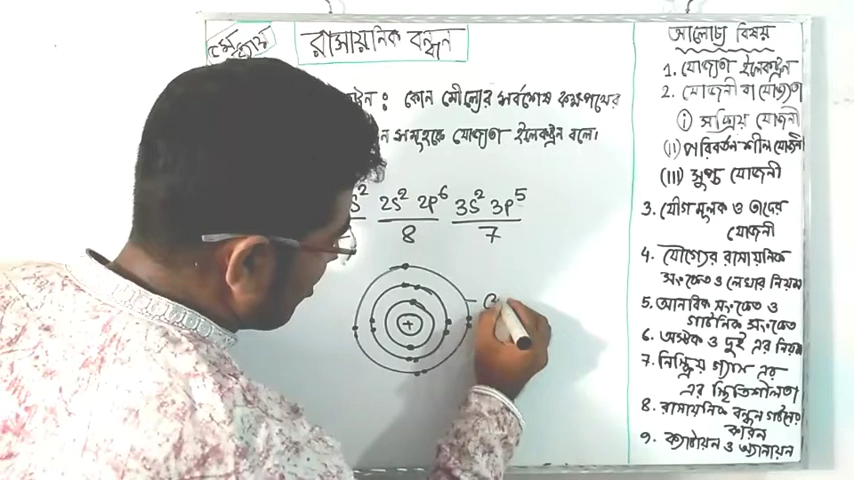 রাসায়নিক বন্ধন
কোন মৌলের সর্বশেষ কক্ষপথের
ন সমূহকে যোজ্যতা ইলেকট্রন বলে।
S² 2S² 2P⁶ 3S² 3P⁵
8 7
+
আলোচ্য বিষয়
1. যোজ্যতা ইলেকট্রন
2. যোজনী বা যোজ্যতা
(i) সক্রিয় যোজনী
(ii) পরিবর্তনশীল যোজনী
(III) সুপ্ত যোজনী
3. যৌগমূলক ও তাদের
যোজনী
4. যৌগের রাসায়নিক
সংকেত ও লেখার নিয়ম
5. আনবিক সংকেত ও
গাঠনিক সংকেত
6. অষ্টক ও দুই এর নিয়ম
7. নিষ্ক্রিয় গ্যাস এর
এর স্থিতিশীলতা
8. রাসায়নিক বন্ধন গঠনের
কারন
৯. ক্যাটায়ন ও অ্যানায়ন